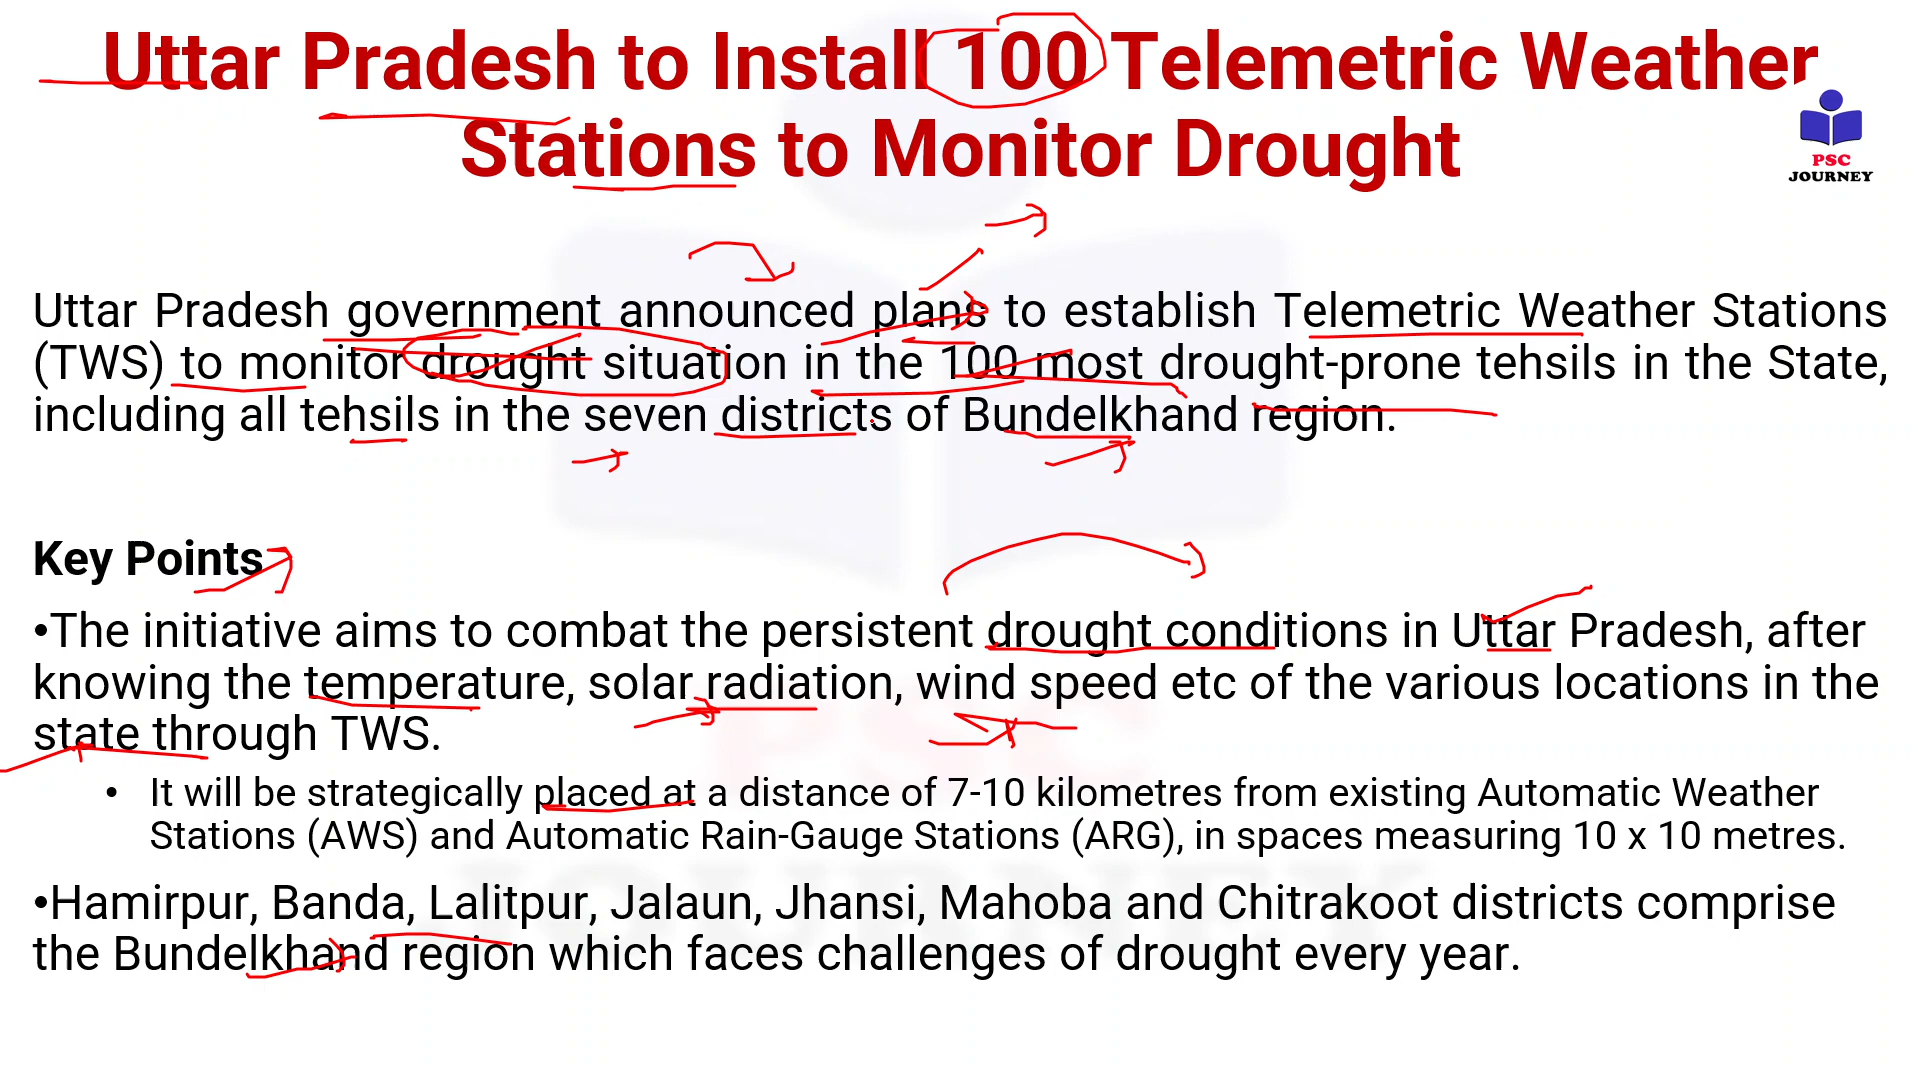 Uttar Pradesh to Install 100 Telemetric Weather
Stations to Monitor Drought
PSC
JOURNEY
Uttar Pradesh government announced plans to establish Telemetric Weather Stations
(TWS) to monitor drought situation in the 100 most drought-prone tehsils in the State,
including all tehsils in the seven districts of Bundelkhand region.
Key Points
•The initiative aims to combat the persistent drought conditions in Uttar Pradesh, after
knowing the temperature, solar radiation, wind speed etc of the various locations in the
state through TWS.
• It will be strategically placed at a distance of 7-10 kilometres from existing Automatic Weather
Stations (AWS) and Automatic Rain-Gauge Stations (ARG), in spaces measuring 10 x 10 metres.
•Hamirpur, Banda, Lalitpur, Jalaun, Jhansi, Mahoba and Chitrakoot districts comprise
the Bundelkhand region which faces challenges of drought every year.
PSC
JOURNEY